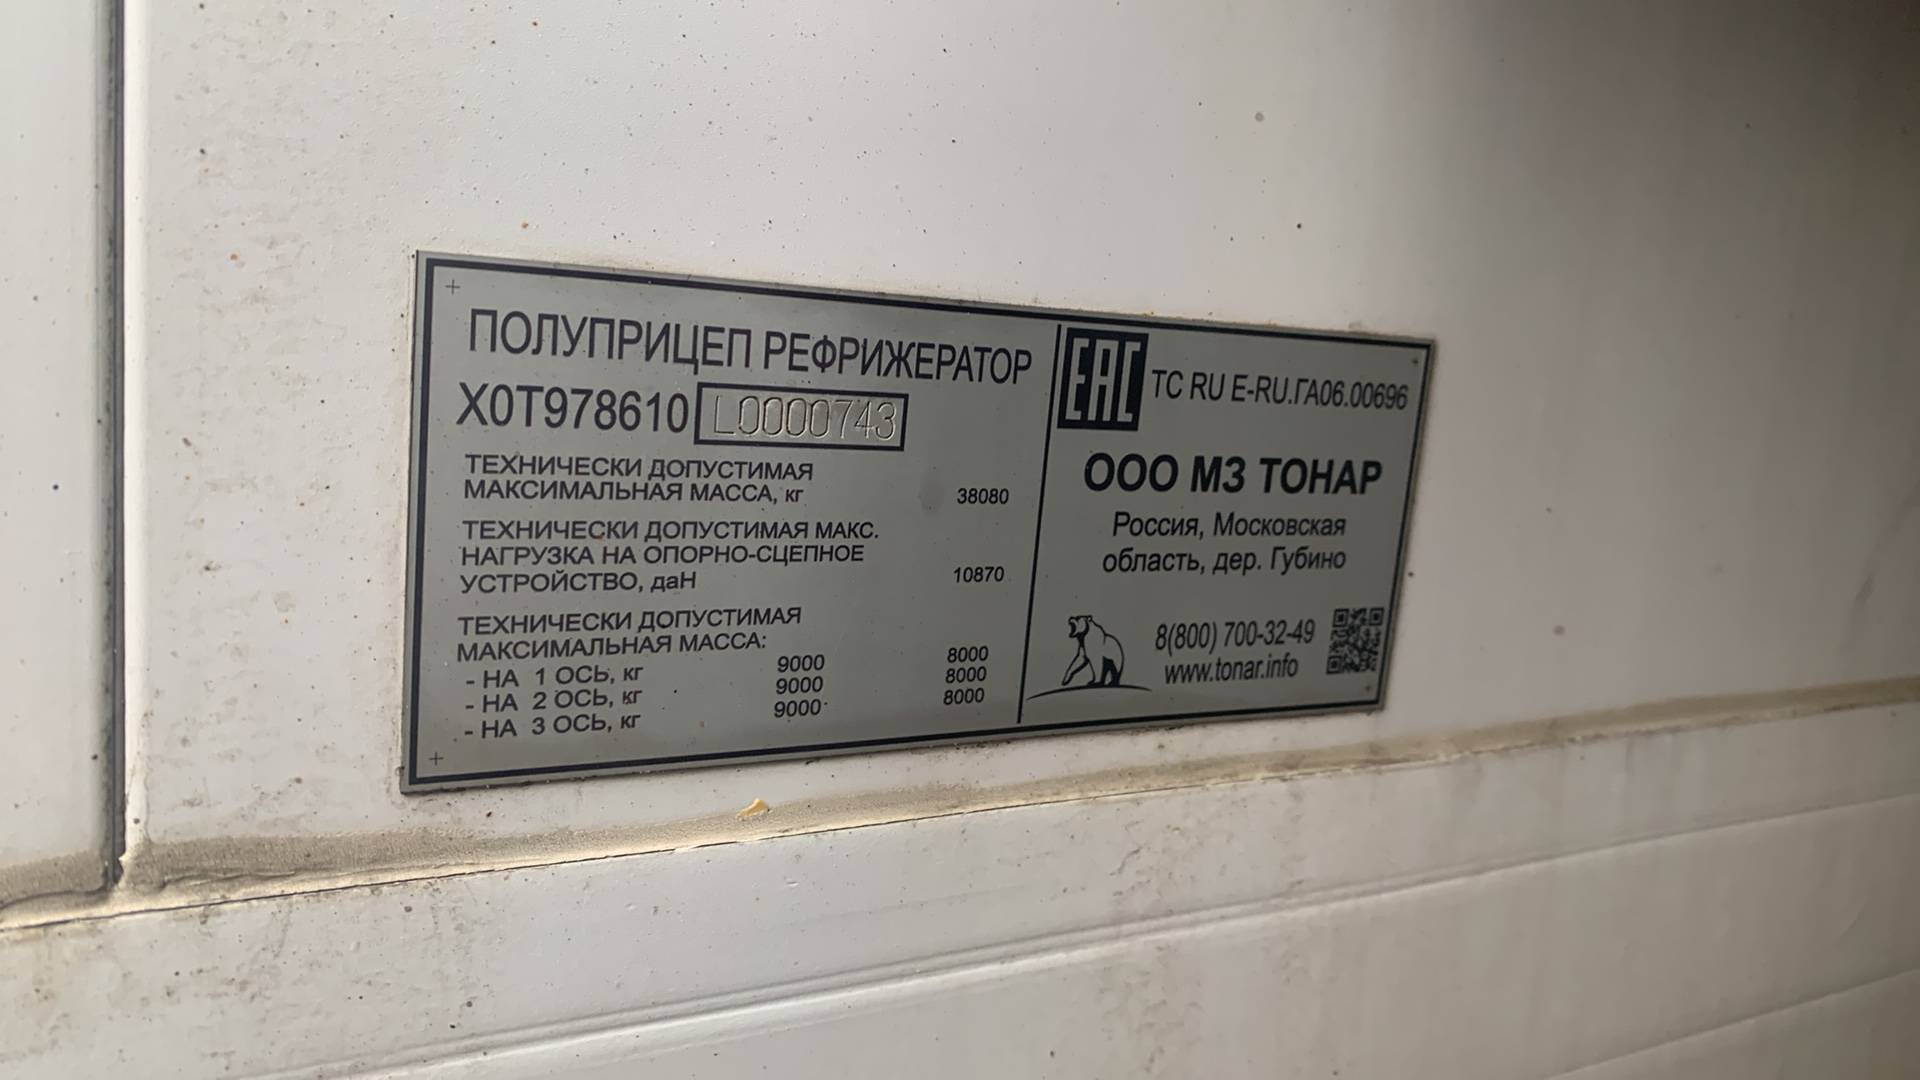 ПОЛУПРИЦЕП РЕФРИЖЕРАТОР
X0T978610 L0000743
ТЕХНИЧЕСКИ ДОПУСТИМАЯ
МАКСИМАЛЬНАЯ МАССА, кг 38080
ТЕХНИЧЕСКИ ДОПУСТИМАЯ МАКС.
НАГРУЗКА НА ОПОРНО-СЦЕПНОЕ
УСТРОЙСТВО, даН 10870
ТЕХНИЧЕСКИ ДОПУСТИМАЯ
МАКСИМАЛЬНАЯ МАССА:
- НА 1 ОСЬ, кг 9000 8000
- НА 2 ОСЬ, кг 9000 8000
- НА 3 ОСЬ, кг 9000 8000
EAC TC RU E-RU.ГА06.00696
ООО МЗ ТОНАР
Россия, Московская
область, дер. Губино
8(800) 700-32-49
www.tonar.info